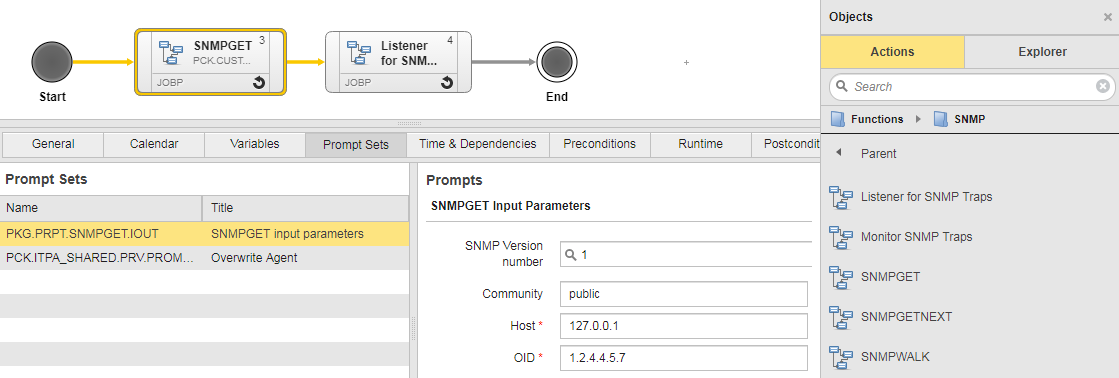 SNMPGET
3
PCK.CUST...
JOBP
Listener
for SNM...
4
JOBP
Start
End
General
Calendar
Variables
Prompt Sets
Time & Dependencies
Preconditions
Runtime
Postcondit
Prompt Sets
Name
Title
PKG.PRPT.SNMPGET.IOUT
SNMPGET input parameters
PCK.ITPA_SHARED.PRV.PROM...
Overwrite Agent
Prompts
SNMPGET Input Parameters
SNMP Version
number
1
Community
public
Host *
127.0.0.1
OID *
1.2.4.4.5.7
Objects
Actions
Explorer
Search
Functions
SNMP
Parent
Listener for SNMP Traps
Monitor SNMP Traps
SNMPGET
SNMPGETNEXT
SNMPWALK